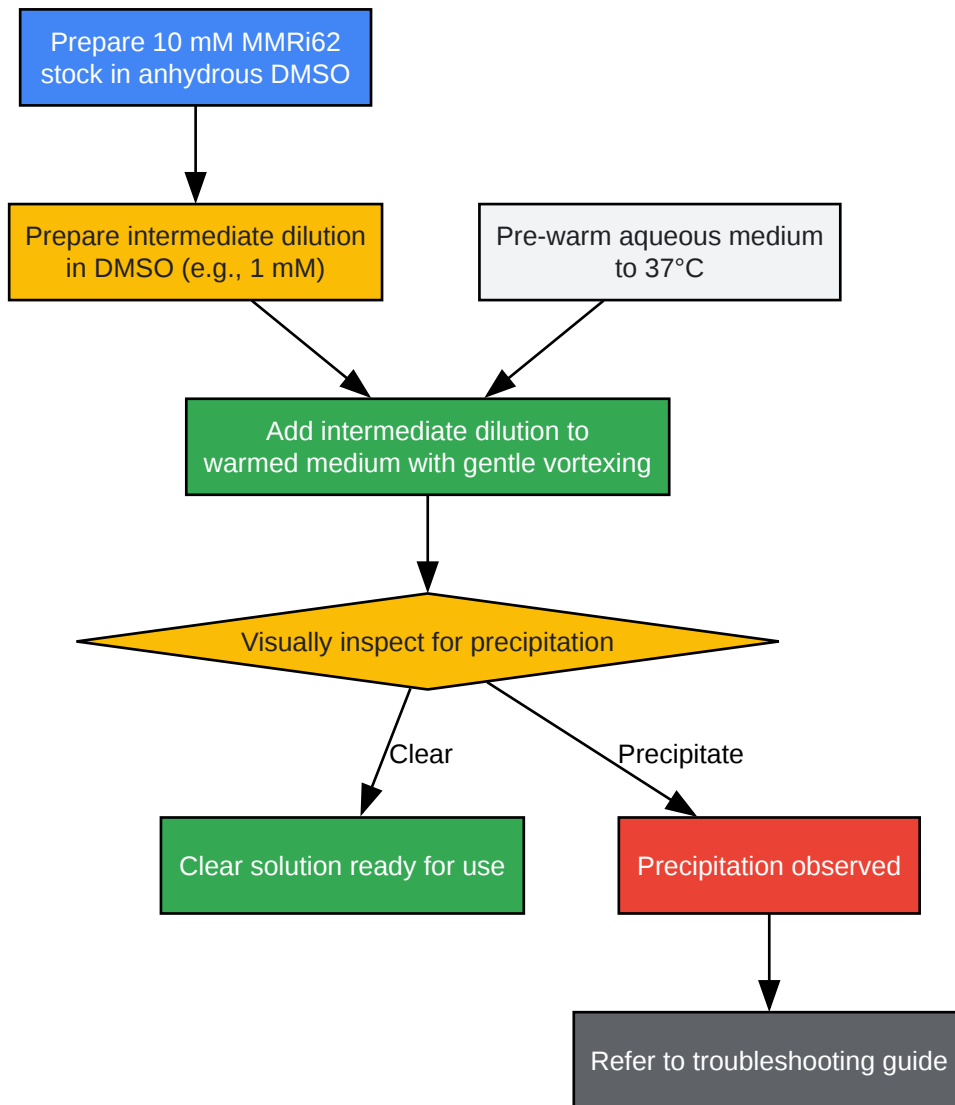 Prepare 10 mM MMRi62
stock in anhydrous DMSO
Prepare intermediate dilution
in DMSO (e.g., 1 mM)
Pre-warm aqueous medium
to 37°C
Add intermediate dilution to
warmed medium with gentle vortexing
Visually inspect for precipitation
Clear
Precipitate
Clear solution ready for use
Precipitation observed
Refer to troubleshooting guide